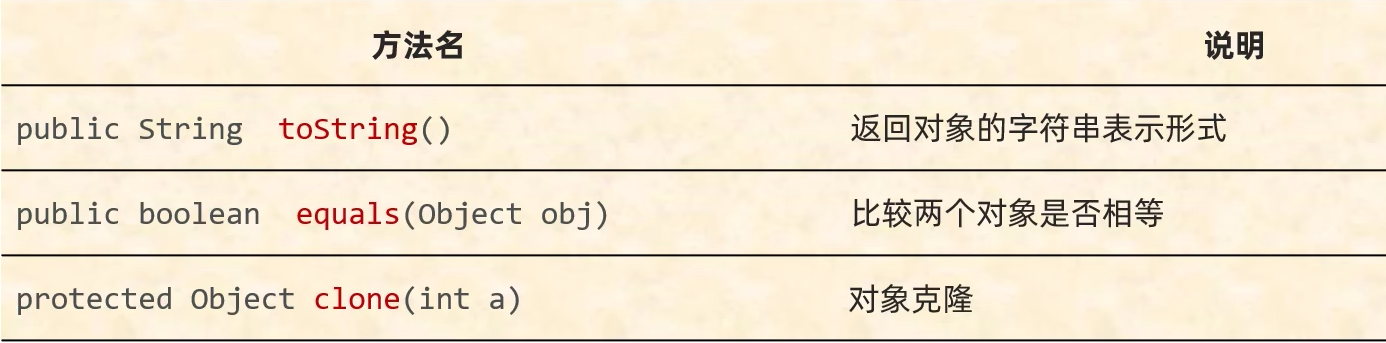 方法名 说明
public String  toString() 返回对象的字符串表示形式
public boolean  equals(Object obj) 比较两个对象是否相等
protected Object clone(int a) 对象克隆